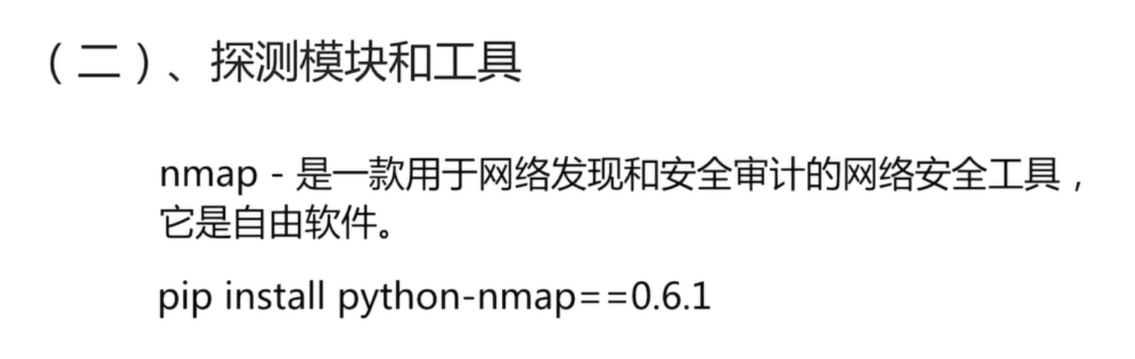 （二）、探测模块和工具
nmap - 是一款用于网络发现和安全审计的网络安全工具，
它是自由软件。
pip install python-nmap==0.6.1